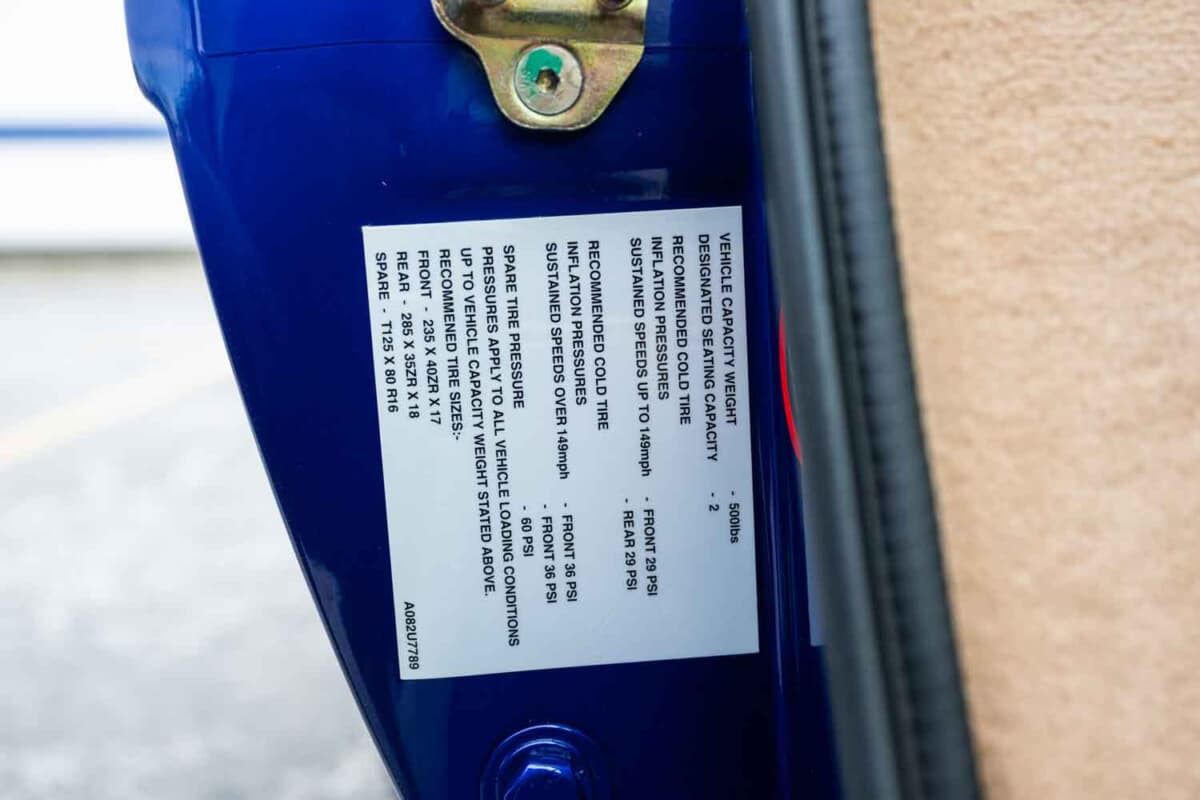 VEHICLE CAPACITY WEIGHT - 500lbs
DESIGNATED SEATING CAPACITY - 2
RECOMMENDED COLD TIRE
INFLATION PRESSURES - FRONT 29 PSI
SUSTAINED SPEEDS UP TO 149mph - REAR 29 PSI
RECOMMENDED COLD TIRE
INFLATION PRESSURES - FRONT 36 PSI
SUSTAINED SPEEDS OVER 149mph - FRONT 36 PSI
SPARE TIRE PRESSURE - 60 PSI
PRESSURES APPLY TO ALL VEHICLE LOADING CONDITIONS
UP TO VEHICLE CAPACITY WEIGHT STATED ABOVE.
RECOMMENED TIRE SIZES:-
FRONT - 235 X 40ZR X 17
REAR - 285 X 35ZR X 18
SPARE - T125 X 80 R16
A082U7789